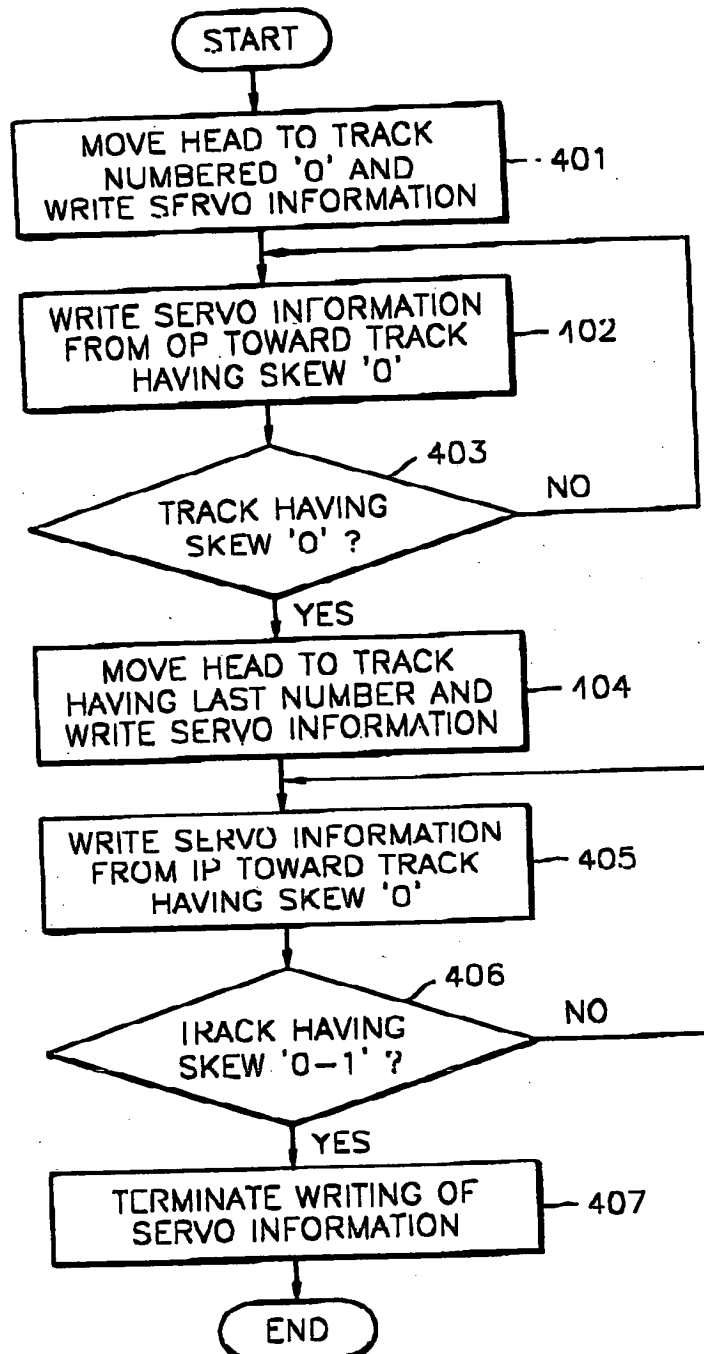 START
MOVE HEAD TO TRACK
NUMBERED '0' AND
WRITE SERVO INFORMATION
401
WRITE SERVO INFORMATION
FROM OP TOWARD TRACK
HAVING SKEW '0'
402
403
TRACK HAVING
SKEW '0' ?
NO
YES
MOVE HEAD TO TRACK
HAVING LAST NUMBER AND
WRITE SERVO INFORMATION
404
WRITE SERVO INFORMATION
FROM IP TOWARD TRACK
HAVING SKEW '0'
405
406
TRACK HAVING
SKEW '0-1' ?
NO
YES
TERMINATE WRITING OF
SERVO INFORMATION
407
END